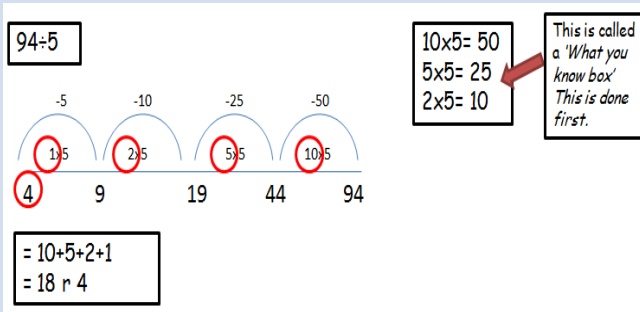 94÷5
10x5= 50
5x5= 25
2x5= 10
This is called
a 'What you
know box'
This is done
first.
-5 -10 -25 -50
1x5 2x5 5x5 10x5
4 9 19 44 94
= 10+5+2+1
= 18 r 4